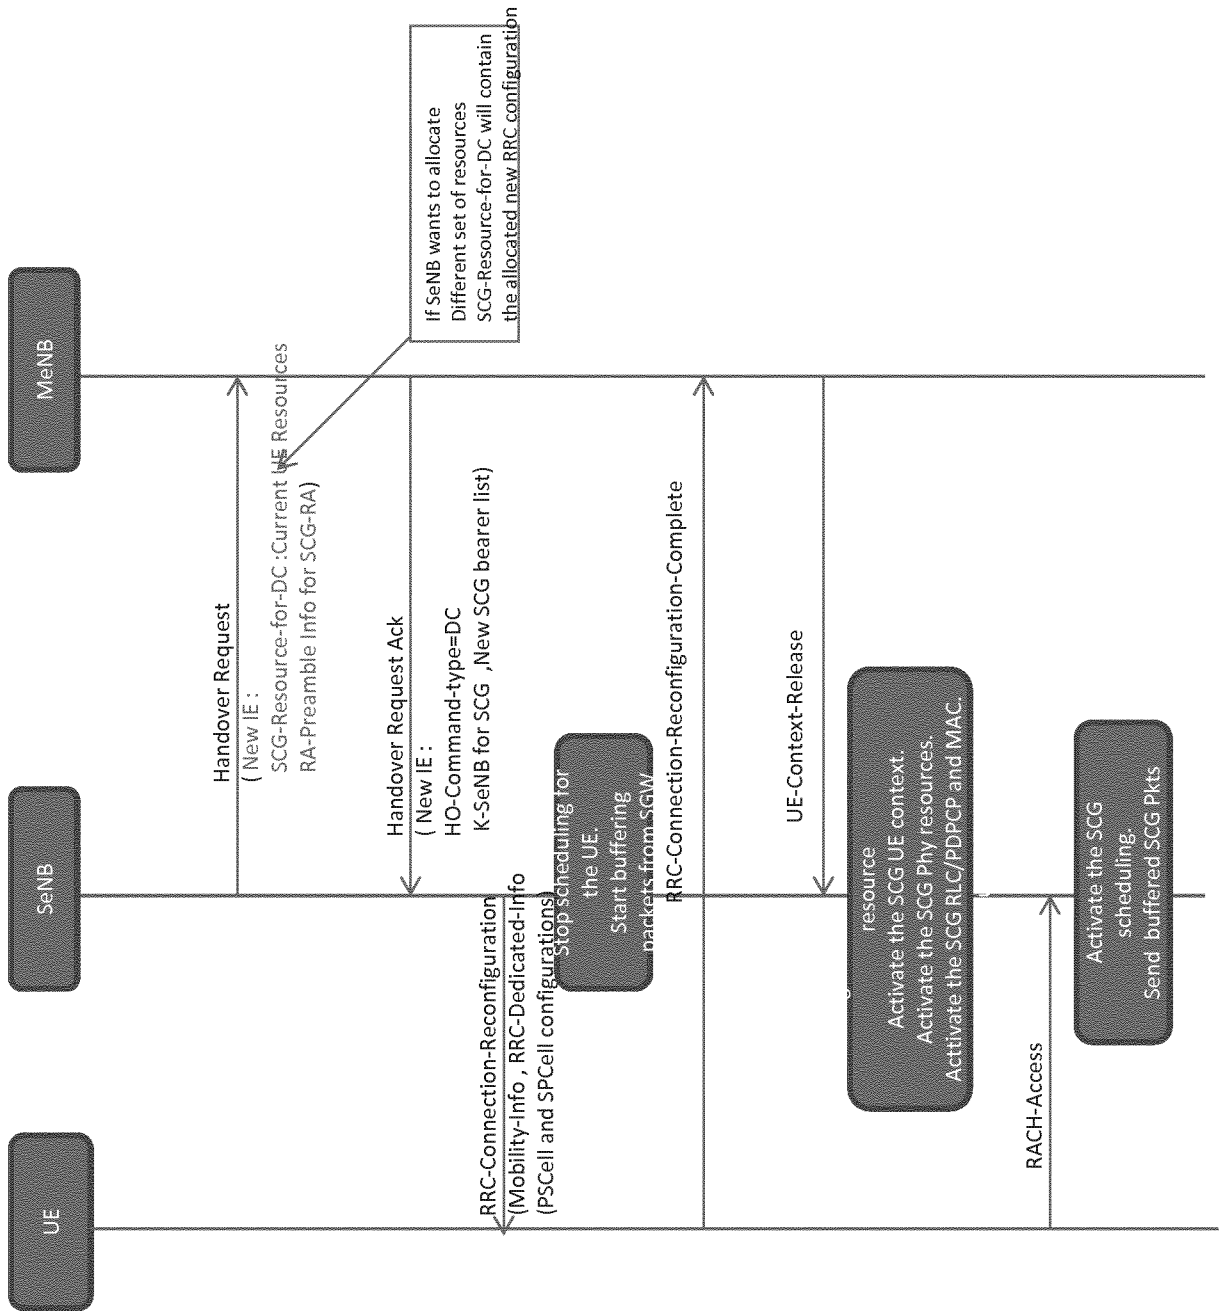 UE
SeNB
MeNB
Handover Request
( New IE :
SCG-Resource-for-DC :Current UE Resources
RA-Preamble Info for SCG-RA)
If SeNB wants to allocate
Different set of resources
SCG-Resource-for-DC will contain
the allocated new RRC configuration
Handover Request Ack
( New IE :
HO-Command-type=DC
K-SeNB for SCG ,New SCG bearer list)
RRC-Connection-Reconfiguration
(Mobility-Info , RRC-Dedicated-Info
(PSCell and SPCell configurations)
Stop scheduling for
the UE.
Start buffering
packets from SGW
RRC-Connection-Reconfiguration-Complete
UE-Context-Release
resource
Activate the SCG UE context.
Activate the SCG Phy resources.
Acttivate the SCG RLC/PDPCP and MAC.
RACH-Access
Activate the SCG
scheduling.
Send buffered SCG Pkts